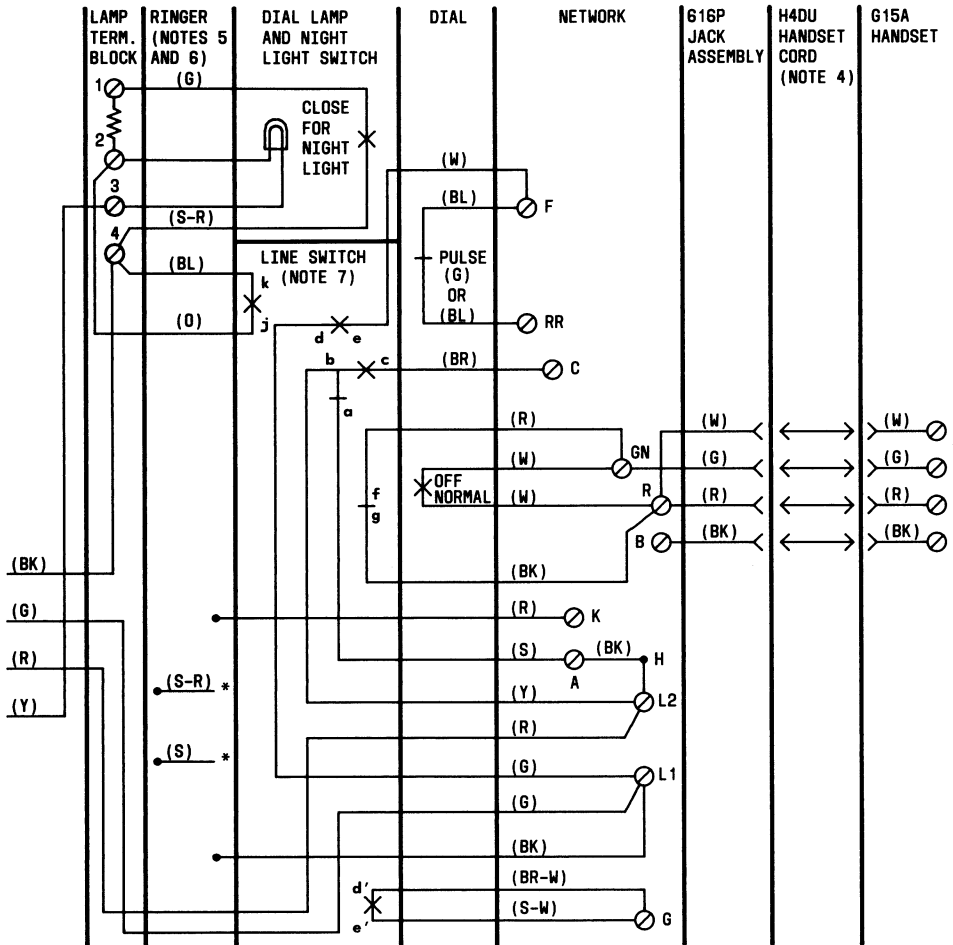 LAMP
TERM.
BLOCK
RINGER
(NOTES 5
AND 6)
DIAL LAMP
AND NIGHT
LIGHT SWITCH
DIAL
NETWORK
616P
JACK
ASSEMBLY
H4DU
HANDSET
CORD
(NOTE 4)
G15A
HANDSET
1
(G)
CLOSE
FOR
NIGHT
LIGHT
2
(W)
3
(BL)
F
(S-R)
4
LINE SWITCH
(NOTE 7)
PULSE
(G)
OR
(BL)
(BL)
k
(O)
j
d
e
RR
b
c
(BR)
C
a
(R)
(W)
(W)
(W)
GN
(G)
(G)
OFF
NORMAL
f
g
(W)
R
(R)
(R)
B
(BK)
(BK)
(BK)
(BK)
(G)
(R)
K
(R)
(S)
(BK)
H
A
(S-R)
*
(Y)
(Y)
L2
(R)
(S)
*
(G)
L1
(G)
(BK)
(BR-W)
d'
e'
(S-W)
G